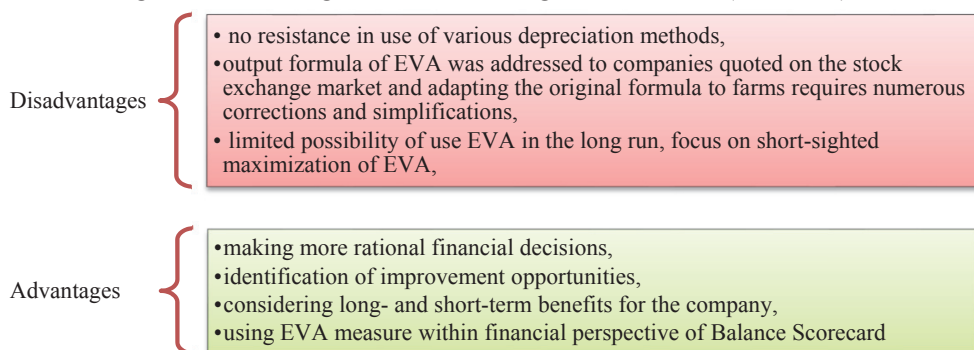 • no resistance in use of various depreciation methods,
•output formula of EVA was addressed to companies quoted on the stock
exchange market and adapting the original formula to farms requires numerous
corrections and simplifications,
• limited possibility of use EVA in the long run, focus on short-sighted
maximization of EVA,
Disadvantages
•making more rational financial decisions,
•identification of improvement opportunities,
•considering long- and short-term benefits for the company,
•using EVA measure within financial perspective of Balance Scorecard
Advantages